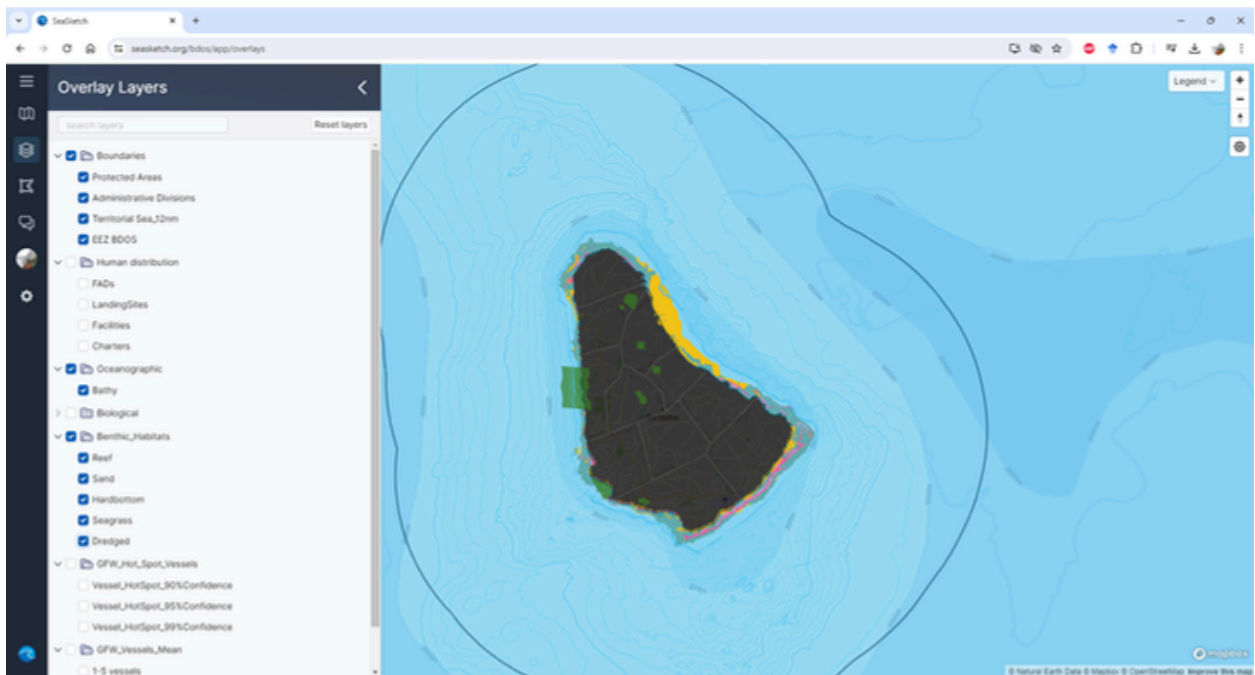 SeaSketch
seasketch.org/bdos/app/overlays
Overlay Layers
Legend
search layers
Reset layers
Boundaries
Protected Areas
Administrative Divisions
Territorial Sea_12nm
EEZ BDOS
Human distribution
FADs
LandingSites
Facilities
Charters
Oceanographic
Bathy
Biological
Benthic_Habitats
Reef
Sand
Hardbottom
Seagrass
Dredged
GFW_Hot_Spot_Vessels
Vessel_HotSpot_90%Confidence
Vessel_HotSpot_95%Confidence
Vessel_HotSpot_99%Confidence
GFW_Vessels_Mean
1-5 vessels
mapbox
© Natural Earth Data © Mapbox © OpenStreetMap Improve this map